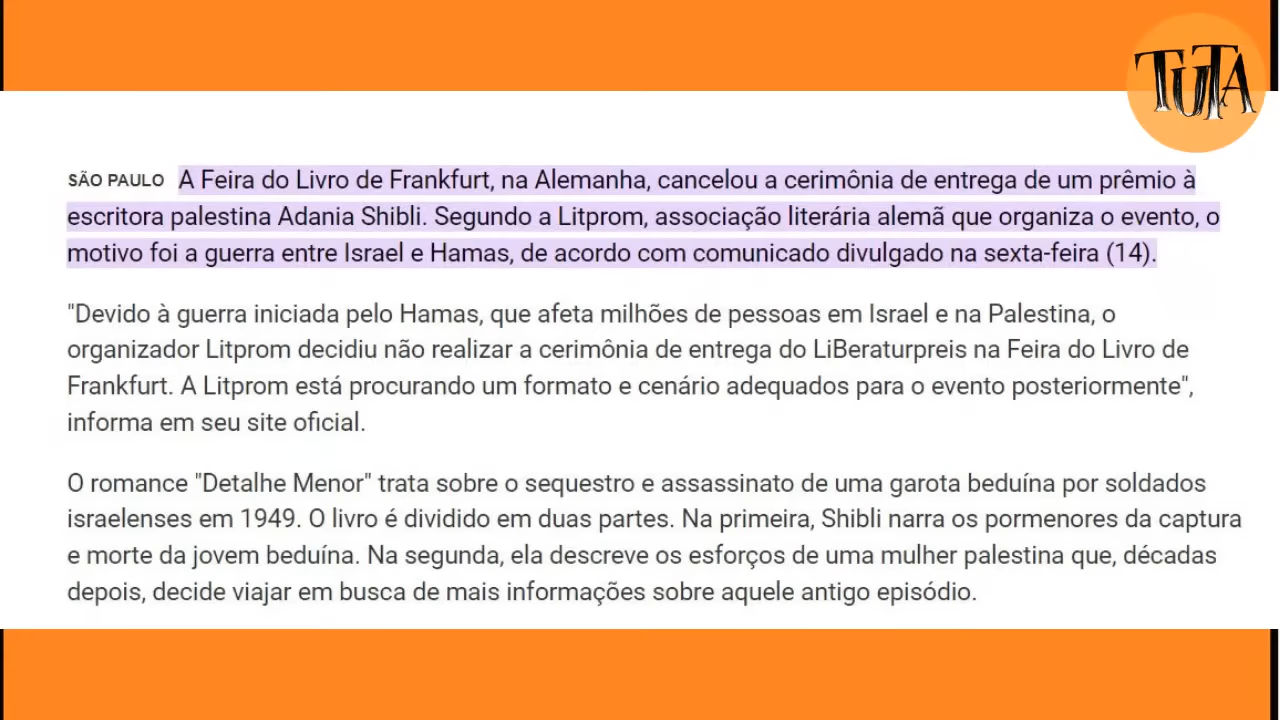 TUTA
SÃO PAULO A Feira do Livro de Frankfurt, na Alemanha, cancelou a cerimônia de entrega de um prêmio à
escritora palestina Adania Shibli. Segundo a Litprom, associação literária alemã que organiza o evento, o
motivo foi a guerra entre Israel e Hamas, de acordo com comunicado divulgado na sexta-feira (14).
"Devido à guerra iniciada pelo Hamas, que afeta milhões de pessoas em Israel e na Palestina, o
organizador Litprom decidiu não realizar a cerimônia de entrega do LiBeraturpreis na Feira do Livro de
Frankfurt. A Litprom está procurando um formato e cenário adequados para o evento posteriormente",
informa em seu site oficial.
O romance "Detalhe Menor" trata sobre o sequestro e assassinato de uma garota beduína por soldados
israelenses em 1949. O livro é dividido em duas partes. Na primeira, Shibli narra os pormenores da captura
e morte da jovem beduína. Na segunda, ela descreve os esforços de uma mulher palestina que, décadas
depois, decide viajar em busca de mais informações sobre aquele antigo episódio.